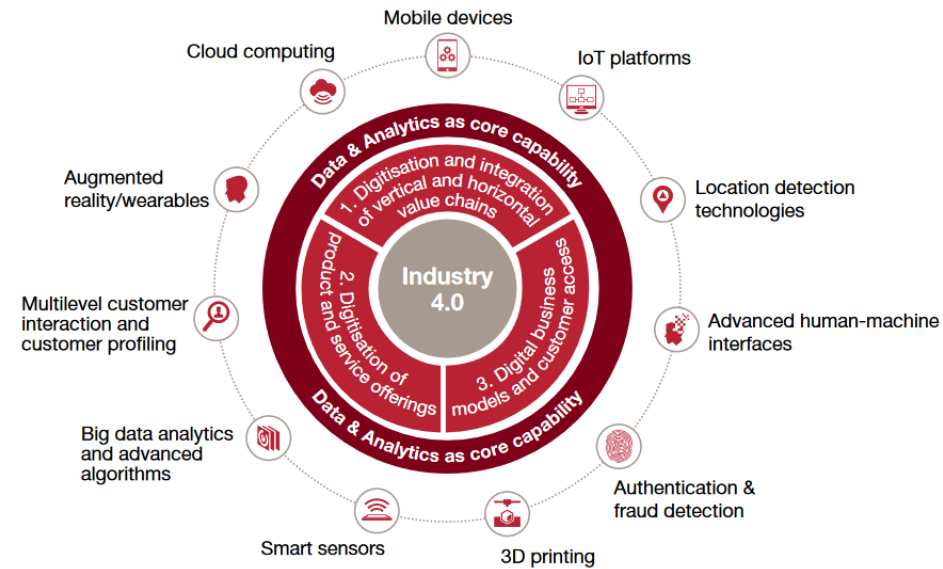 Mobile devices
Cloud computing
IoT platforms
Augmented
reality/wearables
Location detection
technologies
Multilevel customer
interaction and
customer profiling
Advanced human-machine
interfaces
Big data analytics
and advanced
algorithms
Authentication &
fraud detection
Smart sensors
3D printing
Data & Analytics as core capability
1. Digitisation and integration
of vertical and horizontal
value chains
2. Digitisation of
product and service offerings
3. Digital business
models and customer access
Industry
4.0
Data & Analytics as core capability